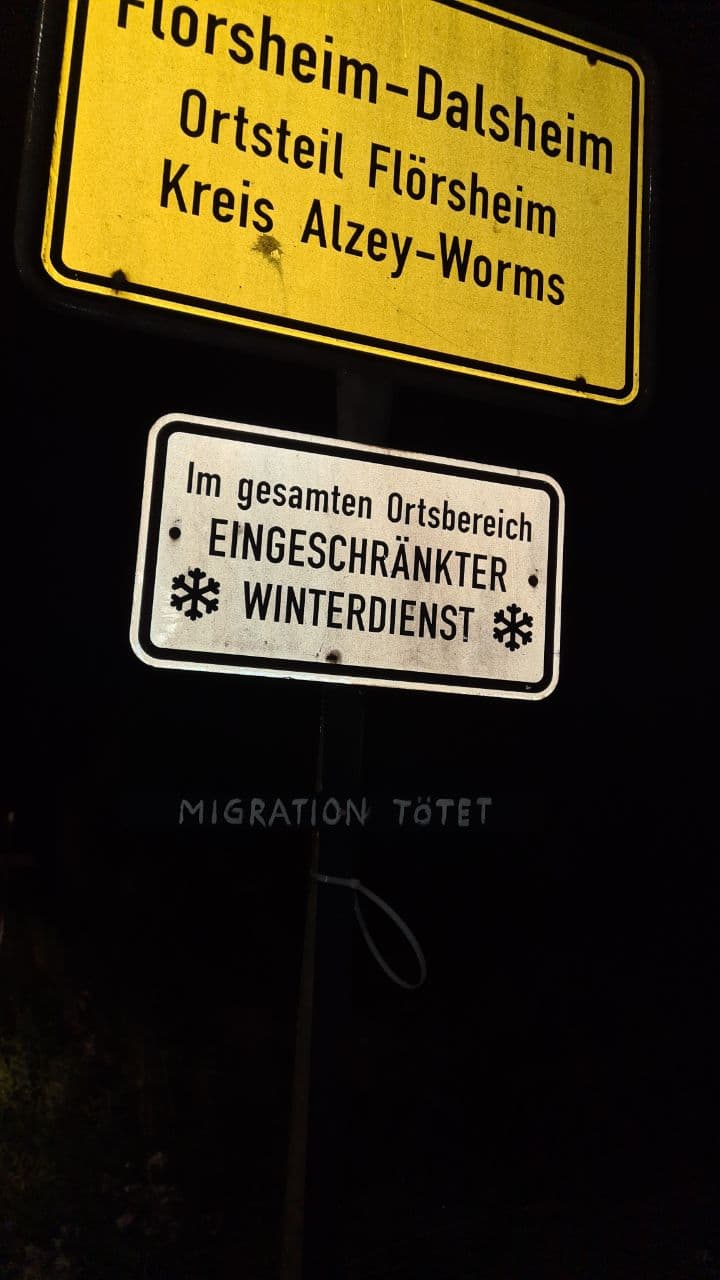 Flörsheim-Dalsheim
Ortsteil Flörsheim
Kreis Alzey-Worms
Im gesamten Ortsbereich
EINGESCHRÄNKTER
WINTERDIENST
MIGRATION TÖTET